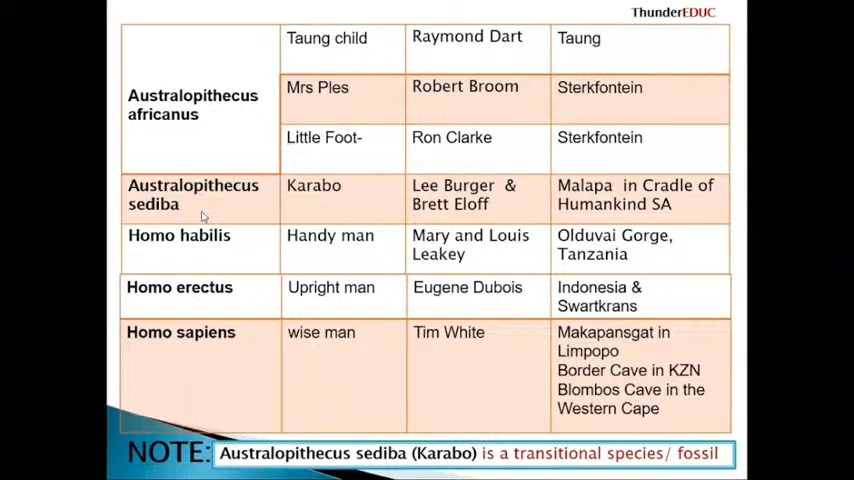 ThunderEDUC
Taung child Raymond Dart Taung
Australopithecus
africanus
Mrs Ples Robert Broom Sterkfontein
Little Foot- Ron Clarke Sterkfontein
Australopithecus
sediba
Karabo
Lee Burger &
Brett Eloff
Malapa in Cradle of
Humankind SA
Homo habilis
Handy man
Mary and Louis
Leakey
Olduvai Gorge,
Tanzania
Homo erectus
Upright man
Eugene Dubois
Indonesia &
Swartkrans
Homo sapiens
wise man
Tim White
Makapansgat in
Limpopo
Border Cave in KZN
Blombos Cave in the
Western Cape
NOTE: Australopithecus sediba (Karabo) is a transitional species/ fossil